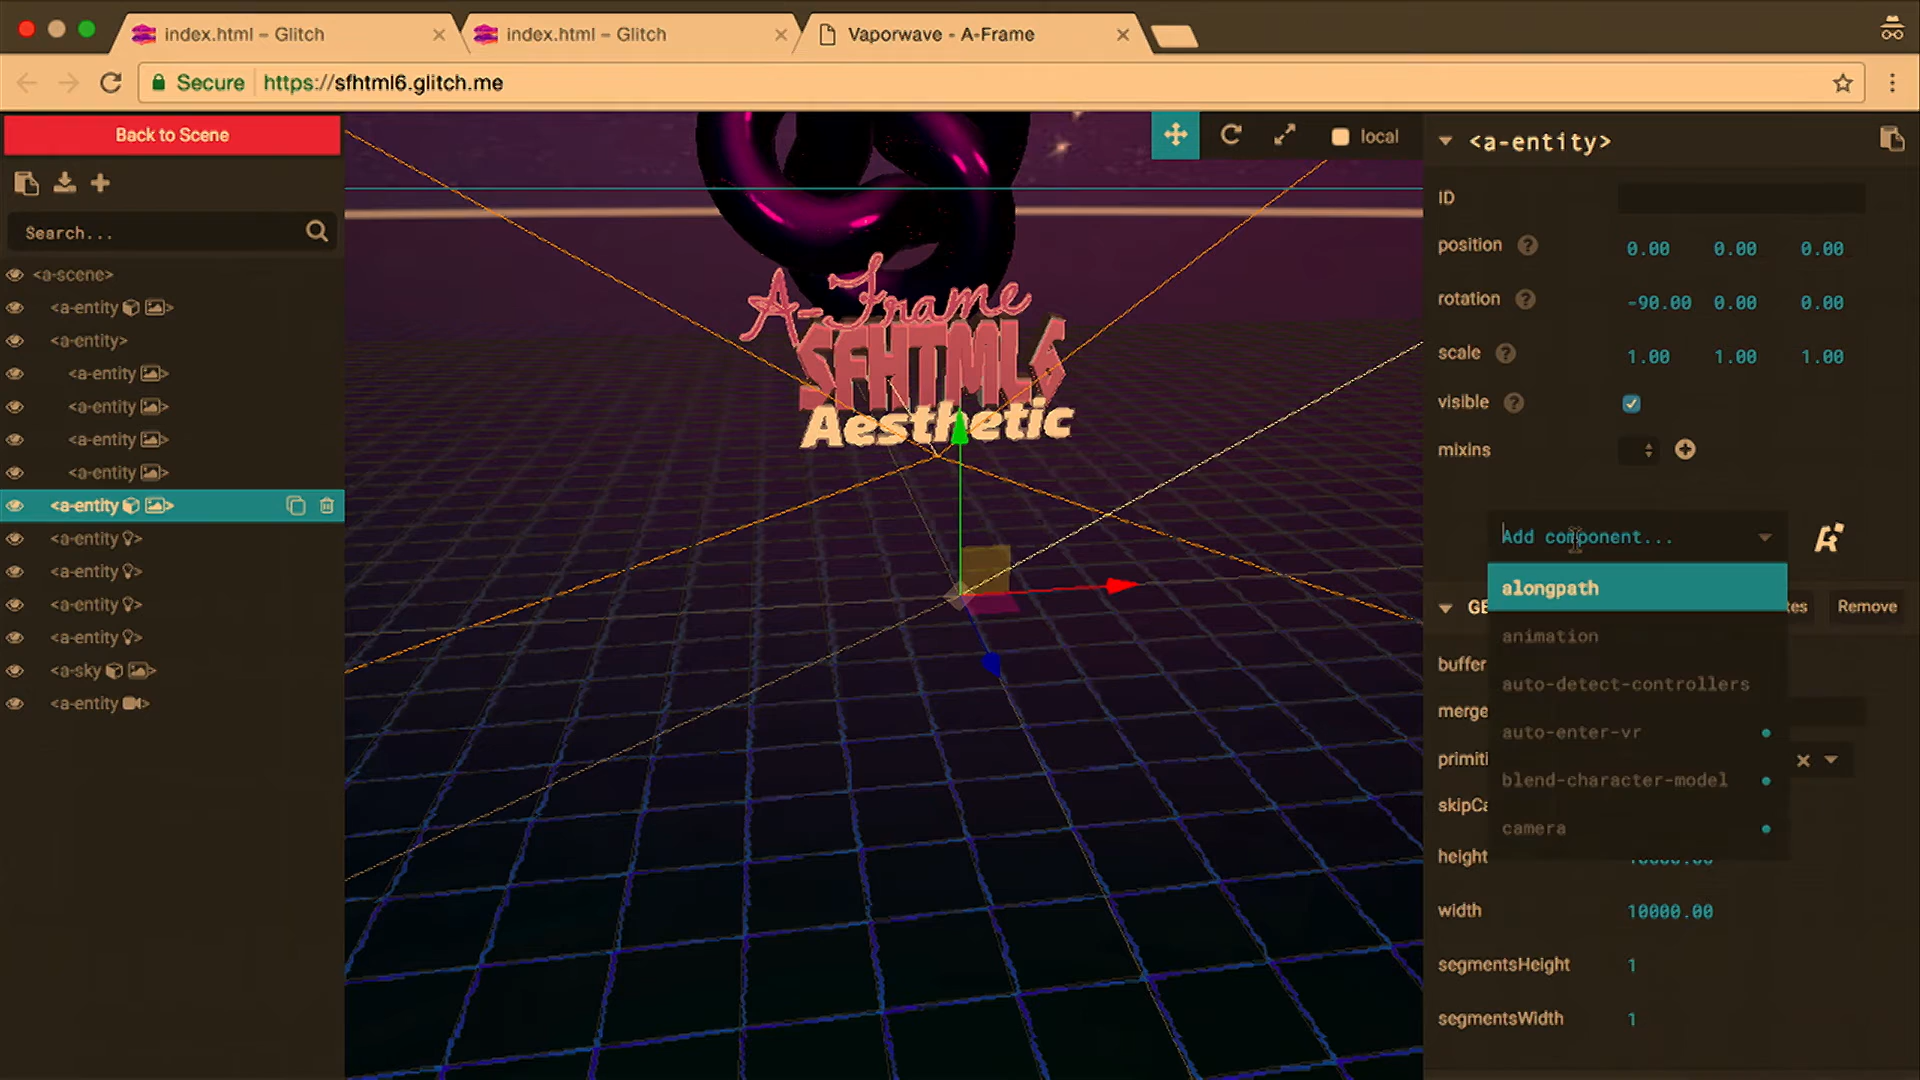 index.html – Glitch
index.html – Glitch
Vaporwave - A-Frame
Secure
https://sfhtml6.glitch.me
Back to Scene
Search...
<a-scene>
<a-entity >
<a-entity>
<a-entity >
<a-entity >
<a-entity >
<a-entity >
<a-entity >
<a-entity >
<a-entity >
<a-entity >
<a-entity >
<a-sky >
<a-entity >
A-Frame
SFHTML6
Aesthetic
local
<a-entity>
ID
position ? 0.00 0.00 0.00
rotation ? -90.00 0.00 0.00
scale ? 1.00 1.00 1.00
visible ?
mixins
Add component...
alongpath
animation
auto-detect-controllers
auto-enter-vr
blend-character-model
camera
Remove
buffer
merge
primiti
skipCa
height 10000.00
width 10000.00
segmentsHeight 1
segmentsWidth 1